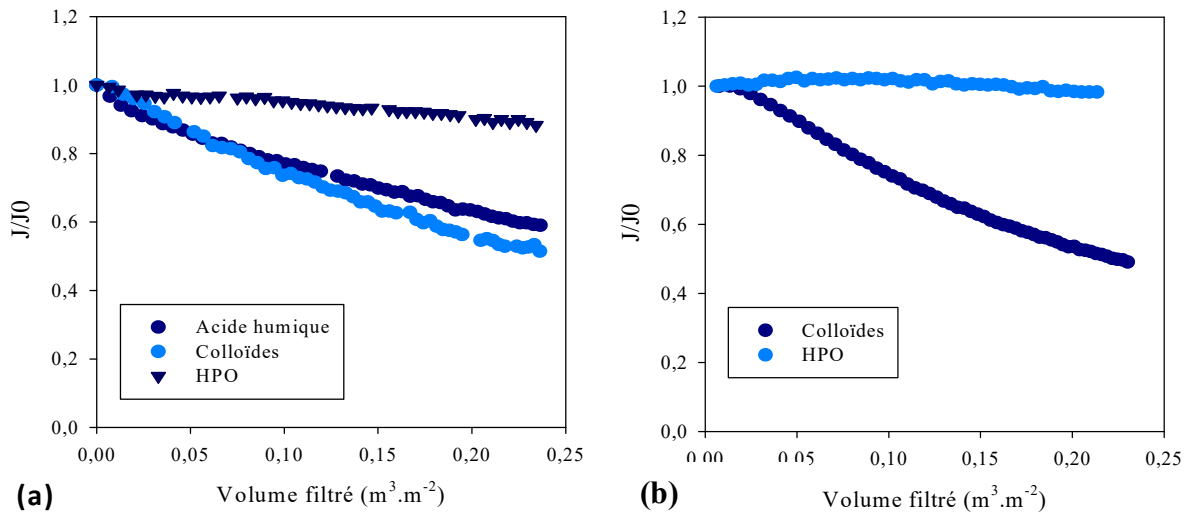 1,2
1,0
0,8
0,6
0,4
0,2
0,0
J/J0
Acide humique
Colloïdes
HPO
0,00 0,05 0,10 0,15 0,20 0,25
Volume filtré (m³.m⁻²)
(a)
1,2
1,0
0,8
0,6
0,4
0,2
0,0
J/J0
Colloïdes
HPO
0,00 0,05 0,10 0,15 0,20 0,25
Volume filtré (m³.m⁻²)
(b)